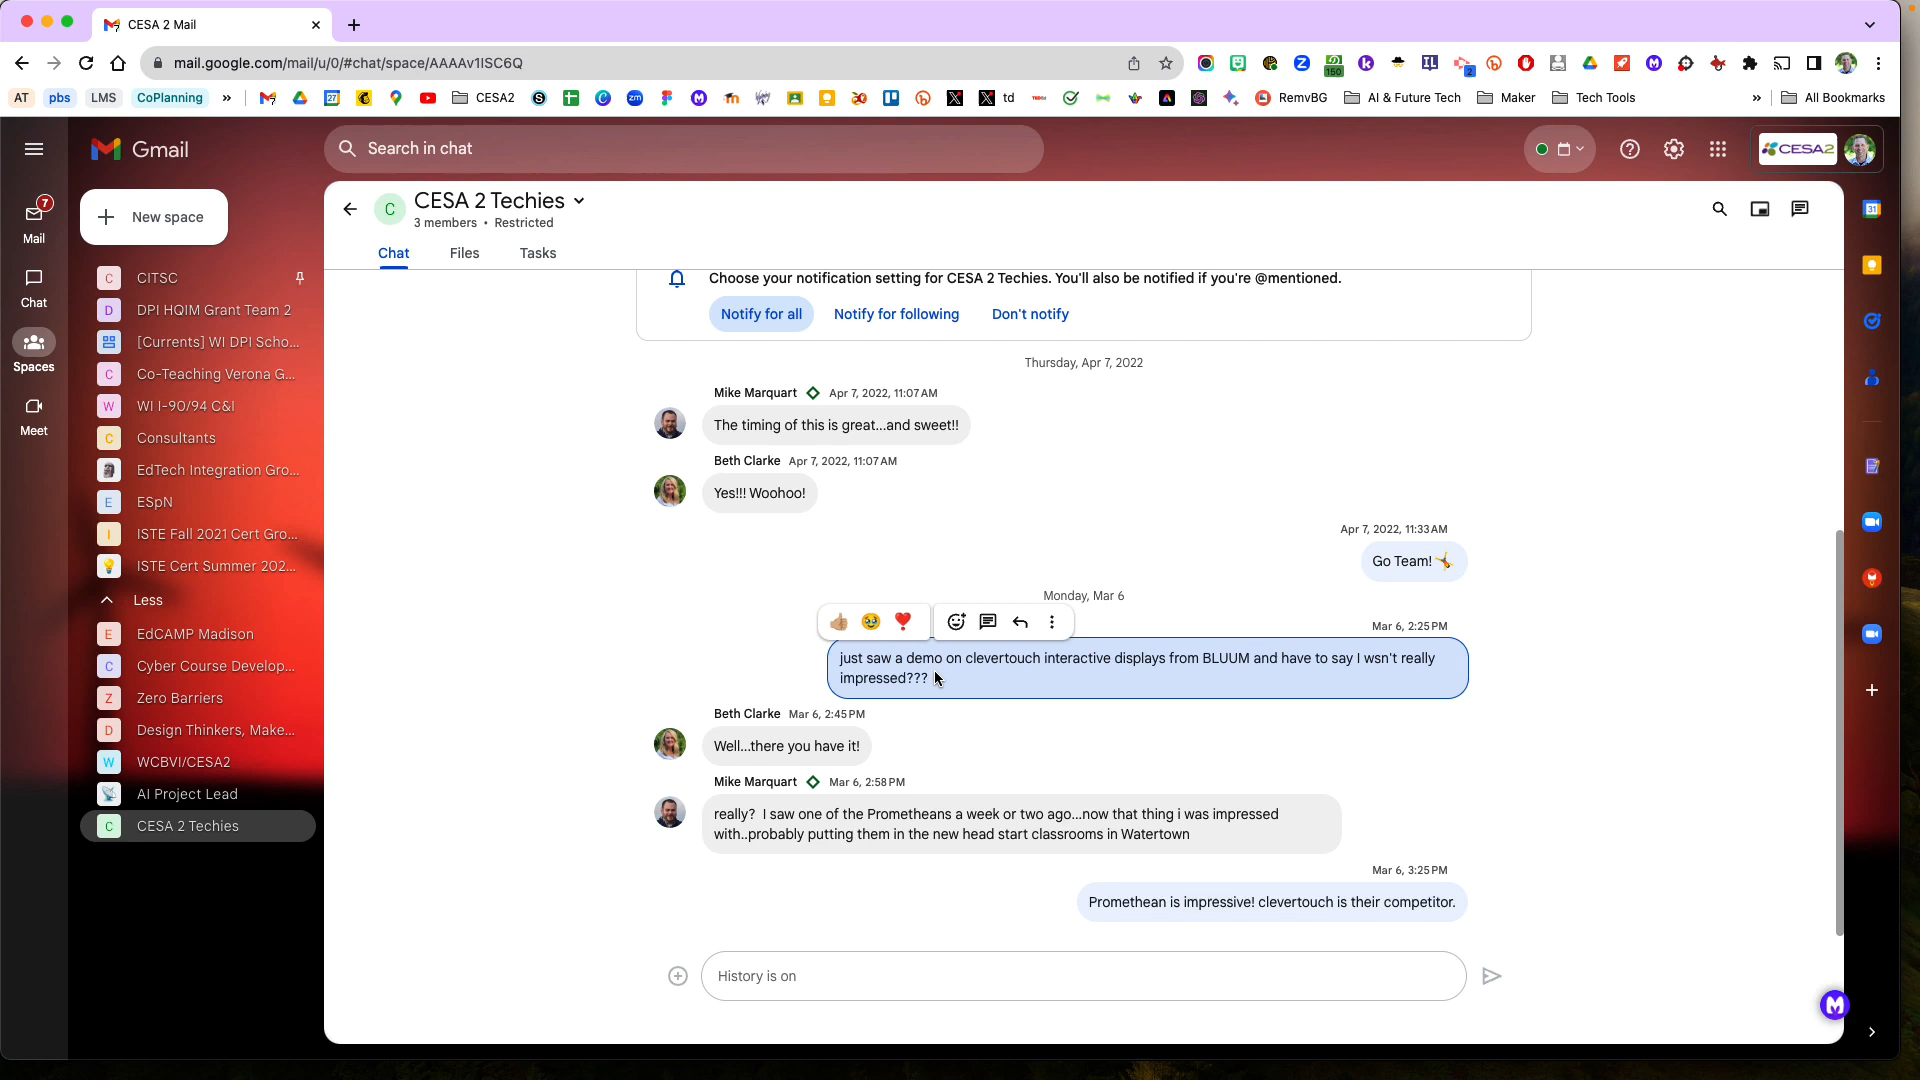 CESA 2 Mail
mail.google.com/mail/u/0/#chat/space/AAAAv1ISC6Q
150
2
AT
pbs
LMS
CoPlanning
CESA2
td
RemvBG
AI & Future Tech
Maker
Tech Tools
All Bookmarks
Gmail
Search in chat
CESA2
7
Mail
Chat
Spaces
Meet
New space
C CITSC
D DPI HQIM Grant Team 2
[Currents] WI DPI Scho...
C Co-Teaching Verona G...
W WI I-90/94 C&I
C Consultants
EdTech Integration Gro...
E ESpN
I ISTE Fall 2021 Cert Gro...
ISTE Cert Summer 202...
Less
E EdCAMP Madison
C Cyber Course Develop...
Z Zero Barriers
D Design Thinkers, Make...
W WCBVI/CESA2
AI Project Lead
C CESA 2 Techies
C
CESA 2 Techies
3 members • Restricted
Chat
Files
Tasks
Choose your notification setting for CESA 2 Techies. You'll also be notified if you're @mentioned.
Notify for all
Notify for following
Don't notify
Thursday, Apr 7, 2022
Mike Marquart Apr 7, 2022, 11:07 AM
The timing of this is great...and sweet!!
Beth Clarke Apr 7, 2022, 11:07 AM
Yes!!! Woohoo!
Apr 7, 2022, 11:33 AM
Go Team! 🤸
Monday, Mar 6
Mar 6, 2:25 PM
just saw a demo on clevertouch interactive displays from BLUUM and have to say I wsn't really
impressed???
Beth Clarke Mar 6, 2:45 PM
Well...there you have it!
Mike Marquart Mar 6, 2:58 PM
really?  I saw one of the Prometheans a week or two ago...now that thing i was impressed
with..probably putting them in the new head start classrooms in Watertown
Mar 6, 3:25 PM
Promethean is impressive! clevertouch is their competitor.
History is on